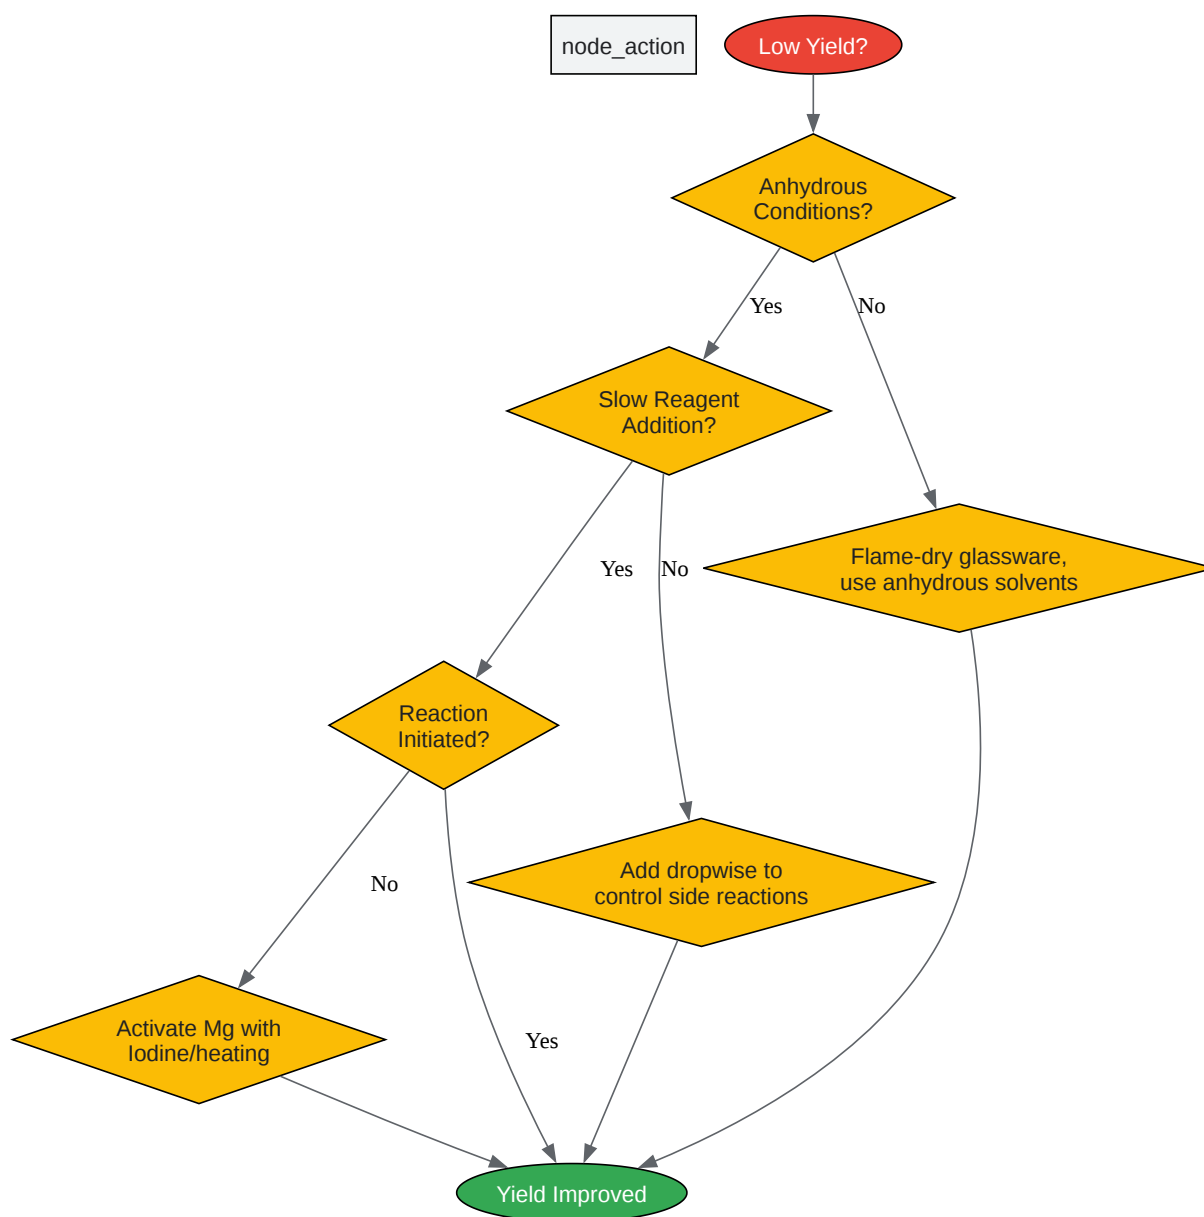 node_action
Low Yield?
Anhydrous
Conditions?
Yes
No
Slow Reagent
Addition?
Yes
No
Flame-dry glassware,
use anhydrous solvents
Reaction
Initiated?
No
Add dropwise to
control side reactions
Activate Mg with
Iodine/heating
Yes
Yield Improved